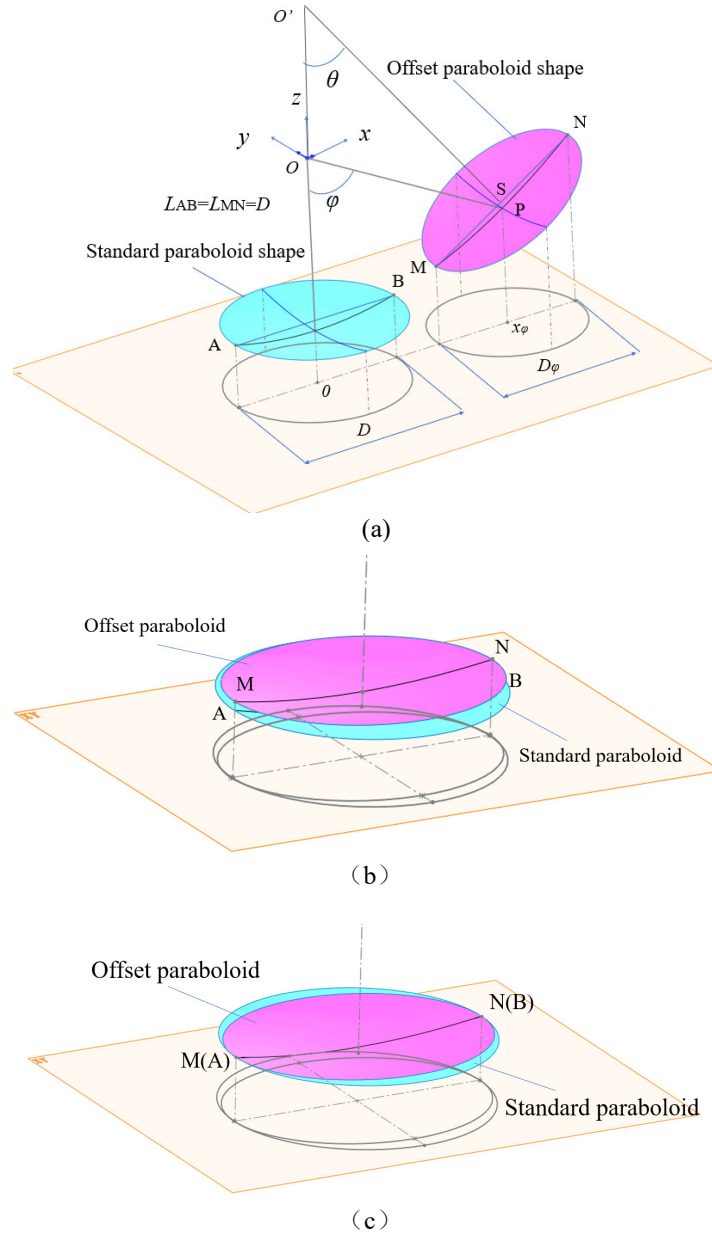 O'
θ
Offset paraboloid shape
z
N
y
x
O
S
LAB=LMN=D
φ
P
Standard paraboloid shape
M
B
A
xφ
0
Dφ
D
(a)
Offset paraboloid
N
M
B
A
Standard paraboloid
（b）
Offset paraboloid
N(B)
M(A)
Standard paraboloid
（c）